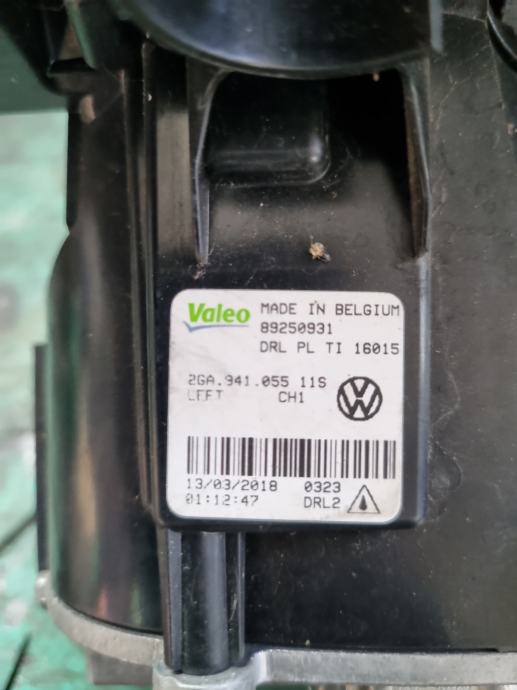 Valeo MADE IN BELGIUM
89250931
DRL PL TI 16015
2GA.941.055 11S
LEFT CH1
13/03/2018 0323
01:12:47 DRL2